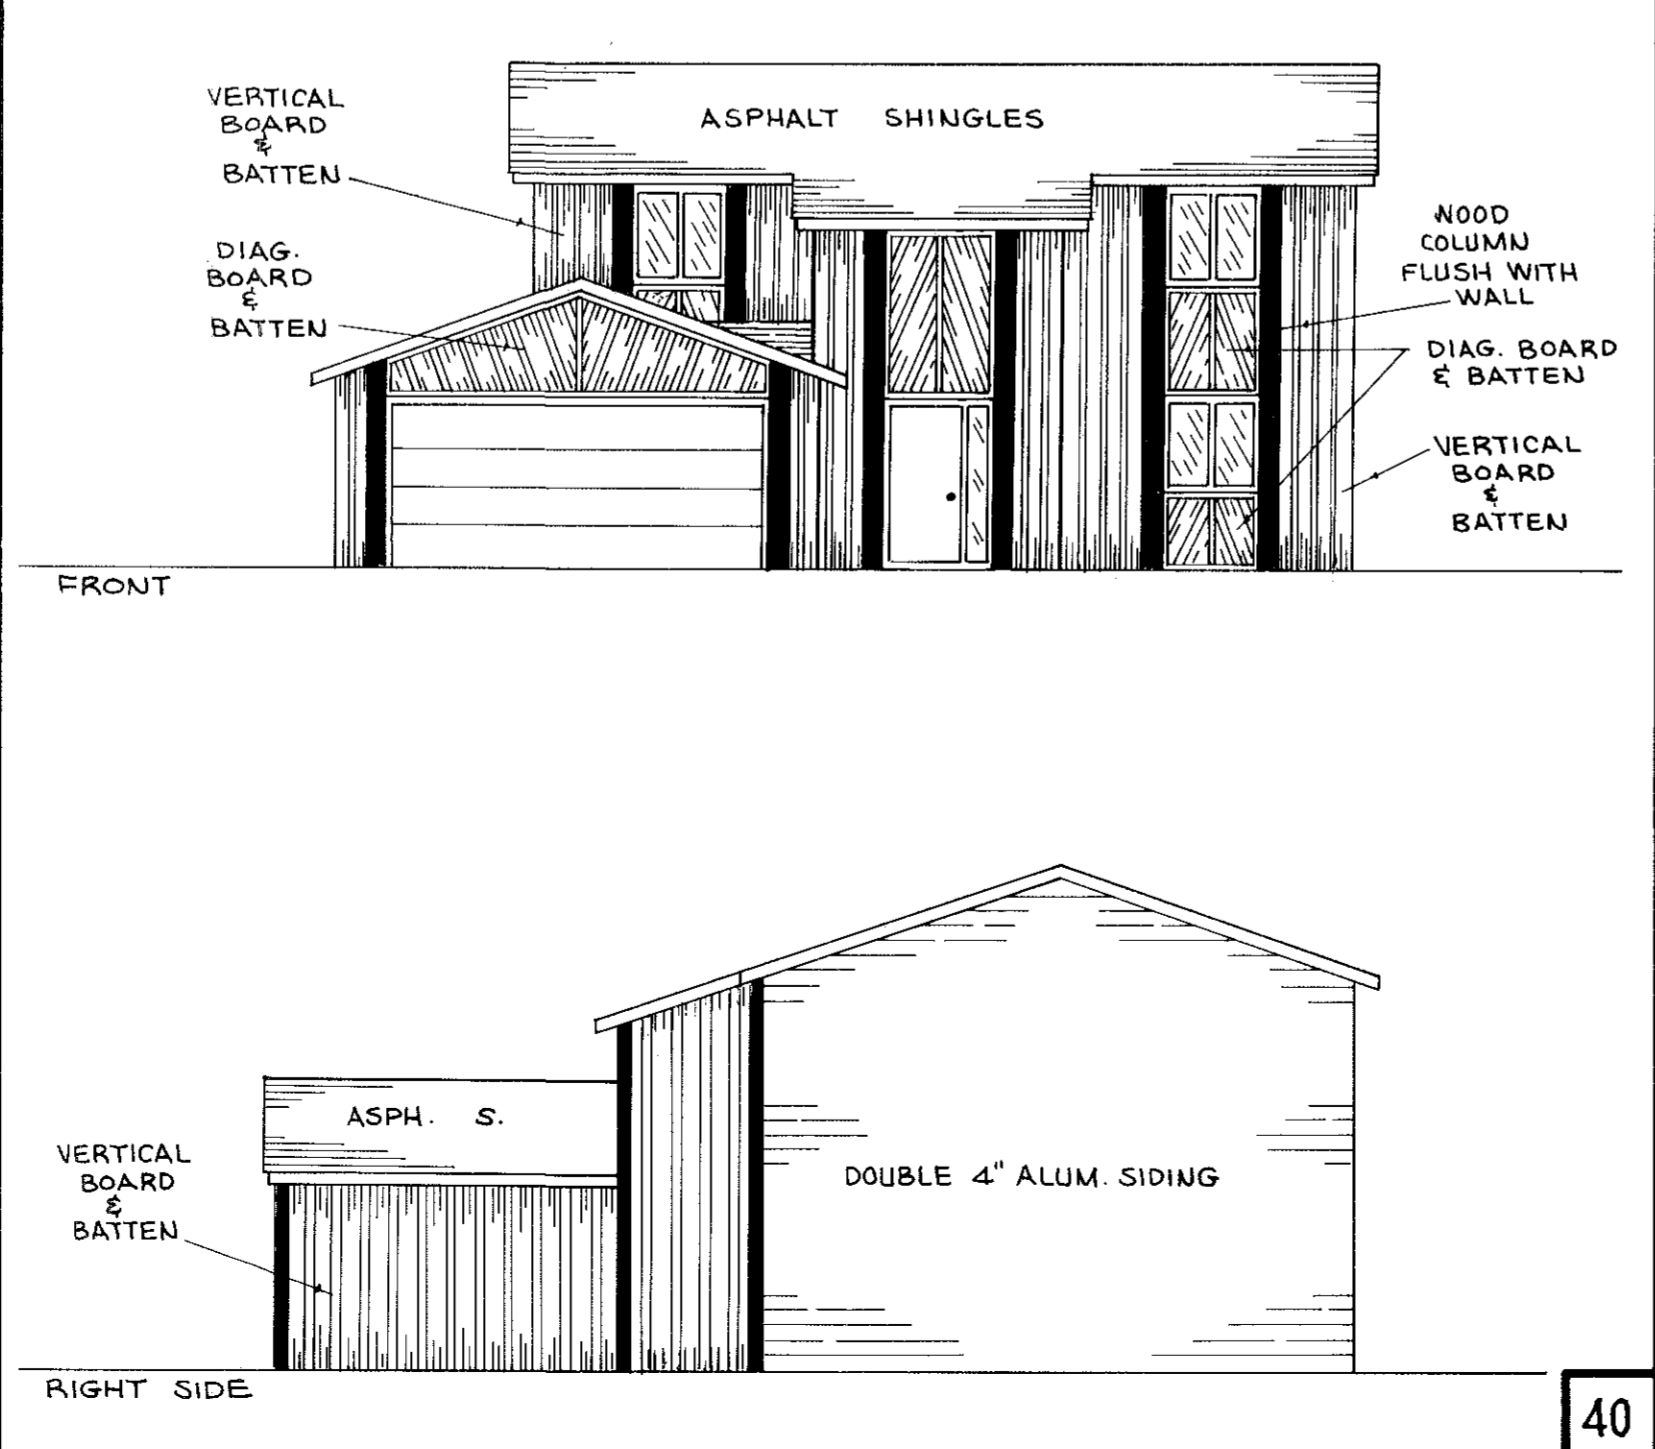 VERTICAL
BOARD
&
BATTEN
ASPHALT SHINGLES
DIAG.
BOARD
&
BATTEN
WOOD
COLUMN
FLUSH WITH
WALL
DIAG. BOARD
& BATTEN
VERTICAL
BOARD
&
BATTEN
FRONT
ASPH. S.
VERTICAL
BOARD
&
BATTEN
DOUBLE 4" ALUM. SIDING
RIGHT SIDE
40